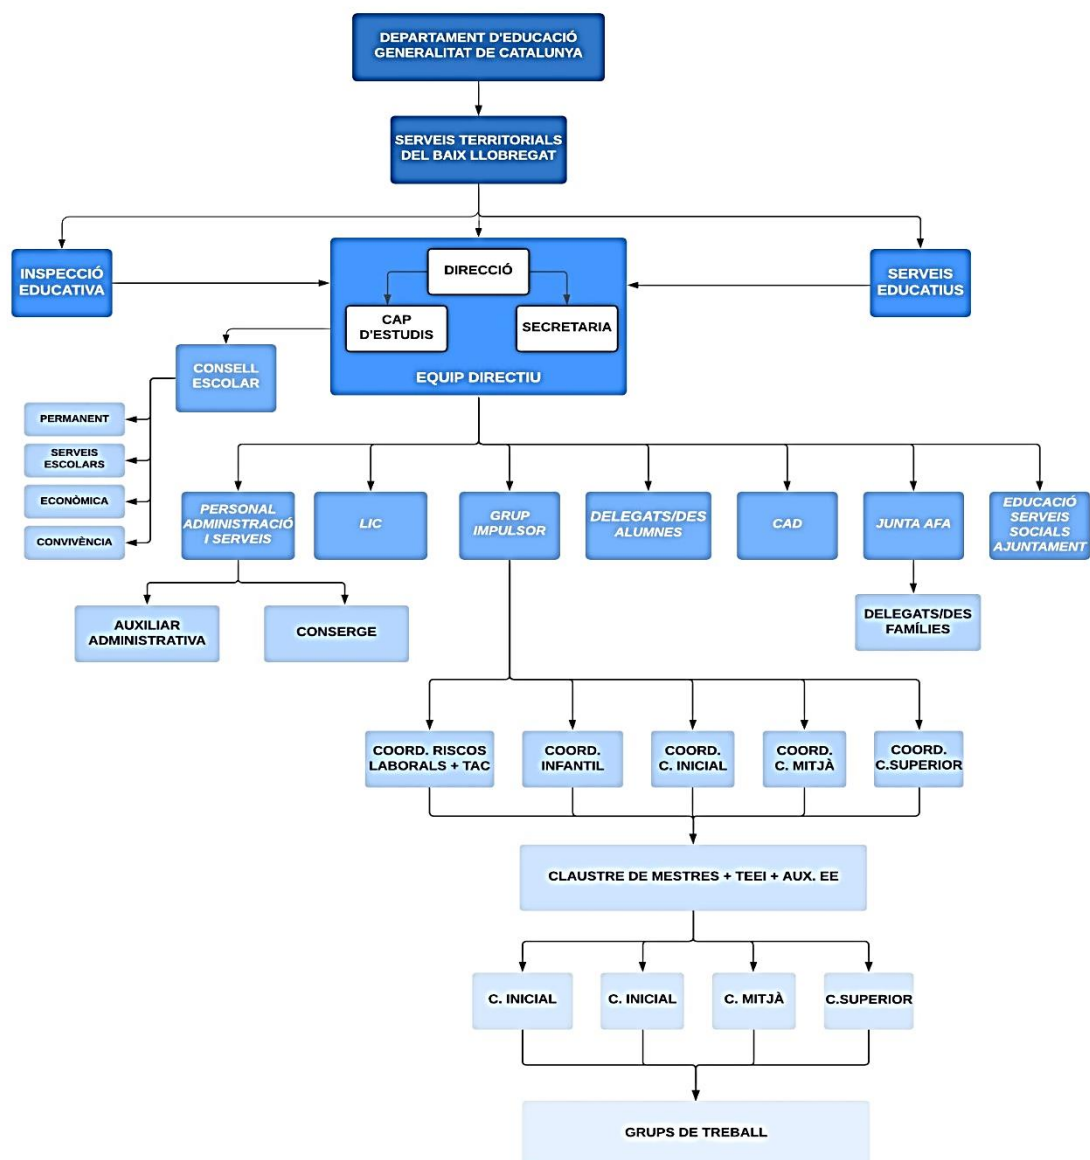 DEPARTAMENT D'EDUCACIÓ
GENERALITAT DE CATALUNYA
SERVEIS TERRITORIALS
DEL BAIX LLOBREGAT
INSPECCIÓ
EDUCATIVA
DIRECCIÓ
CAP
D'ESTUDIS
SECRETARIA
EQUIP DIRECTIU
SERVEIS
EDUCATIUS
CONSELL
ESCOLAR
PERMANENT
SERVEIS
ESCOLARS
ECONÒMICA
CONVIVÈNCIA
PERSONAL
ADMINISTRACIÓ
I SERVEIS
LIC
GRUP
IMPULSOR
DELEGATS/DES
ALUMNES
CAD
JUNTA AFA
EDUCACIÓ
SERVEIS
SOCIALS
AJUNTAMENT
AUXILIAR
ADMINISTRATIVA
CONSERGE
DELEGATS/DES
FAMÍLIES
COORD. RISCOS
LABORALS + TAC
COORD.
INFANTIL
COORD.
C. INICIAL
COORD.
C. MITJÀ
COORD.
C.SUPERIOR
CLAUSTRE DE MESTRES + TEEI + AUX. EE
C. INICIAL
C. INICIAL
C. MITJÀ
C.SUPERIOR
GRUPS DE TREBALL